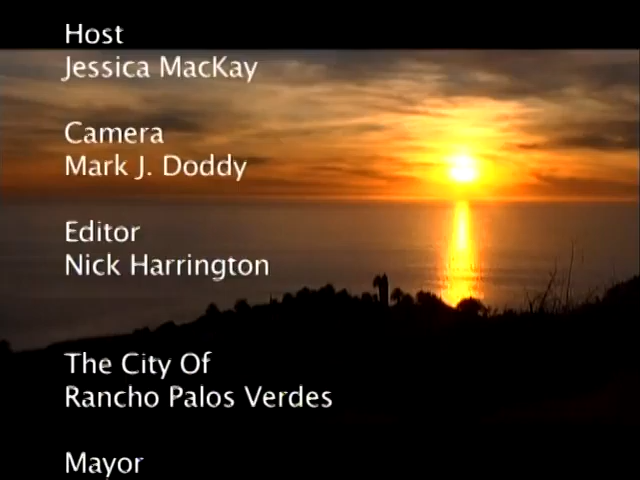 Host
Jessica MacKay
Camera
Mark J. Doddy
Editor
Nick Harrington
The City Of
Rancho Palos Verdes
Mayor